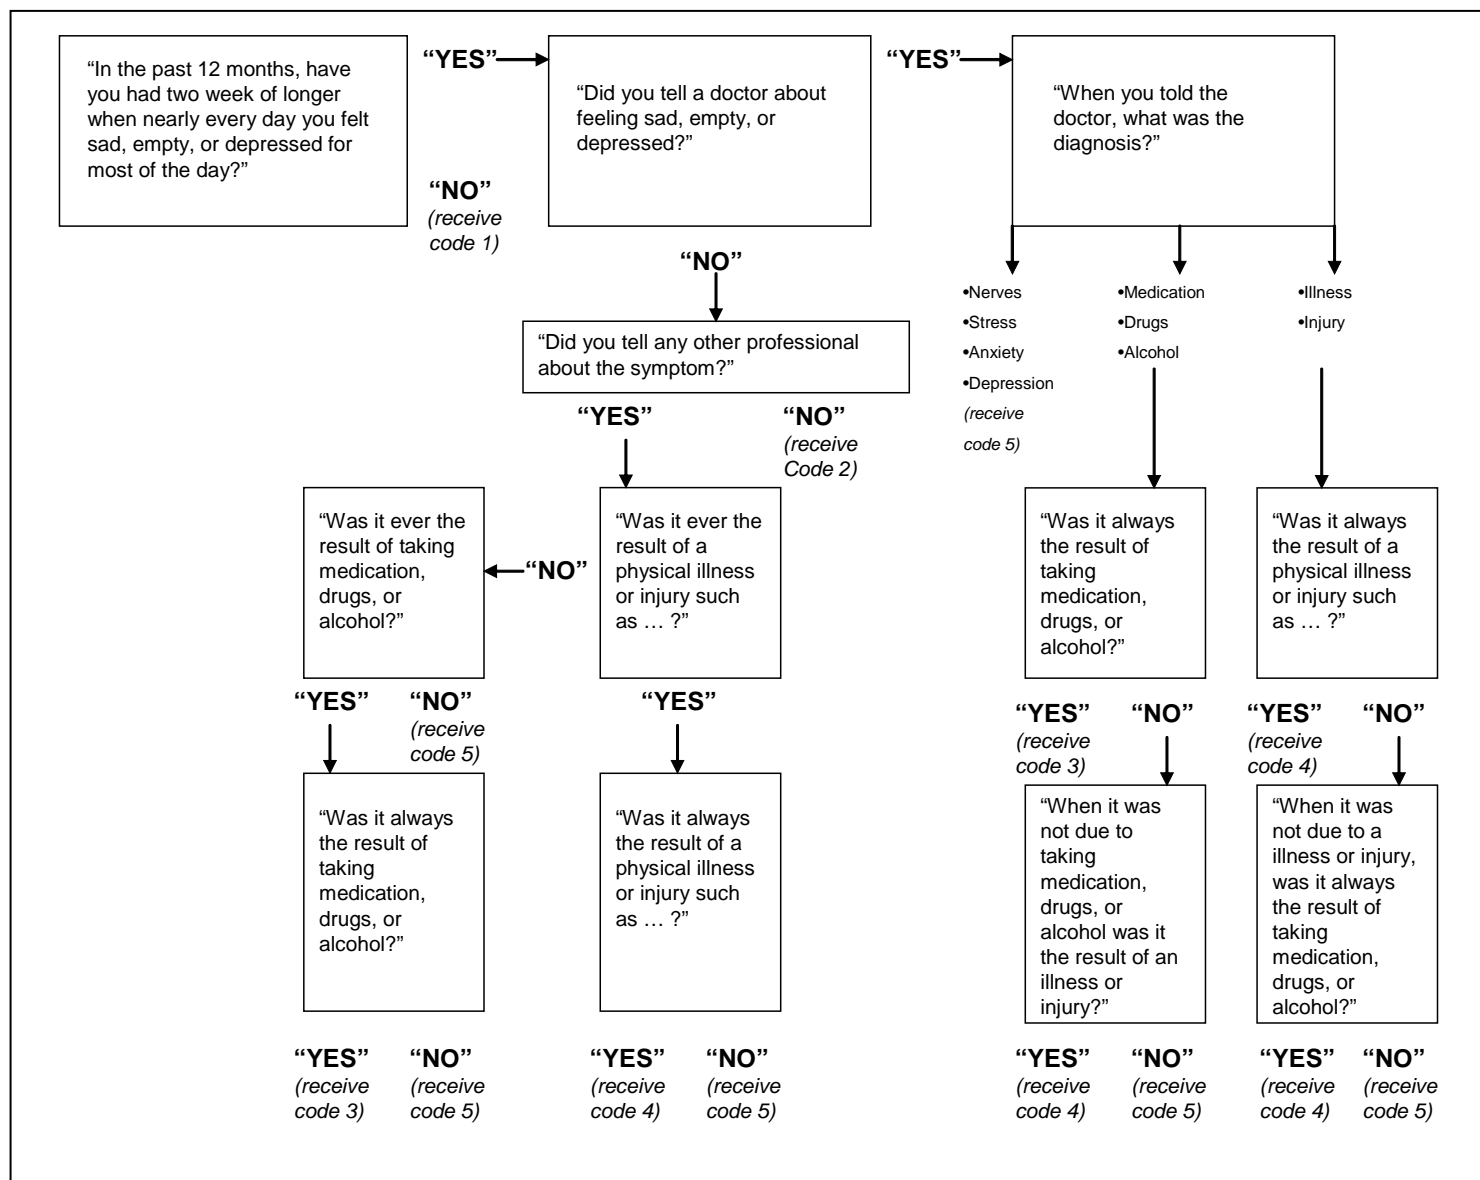 “In the past 12 months, have
you had two week of longer
when nearly every day you felt
sad, empty, or depressed for
most of the day?”
“YES”
“NO”
(receive
code 1)
“Did you tell a doctor about
feeling sad, empty, or
depressed?”
“YES”
“When you told the
doctor, what was the
diagnosis?”
“NO”
“Did you tell any other professional
about the symptom?”
•Nerves
•Stress
•Anxiety
•Depression
(receive
code 5)
•Medication
•Drugs
•Alcohol
•Illness
•Injury
“YES”
“NO”
(receive
Code 2)
“Was it ever the
result of taking
medication,
drugs, or
alcohol?”
“NO”
“Was it ever the
result of a
physical illness
or injury such
as … ?”
“Was it always
the result of
taking
medication,
drugs, or
alcohol?”
“Was it always
the result of a
physical illness
or injury such
as … ?”
“YES”
“NO”
(receive
code 5)
“YES”
“YES”
(receive
code 3)
“NO”
“YES”
(receive
code 4)
“NO”
“Was it always
the result of
taking
medication,
drugs, or
alcohol?”
“Was it always
the result of a
physical illness
or injury such
as … ?”
“When it was
not due to
taking
medication,
drugs, or
alcohol was it
the result of an
illness or
injury?”
“When it was
not due to a
illness or injury,
was it always
the result of
taking
medication,
drugs, or
alcohol?”
“YES”
(receive
code 3)
“NO”
(receive
code 5)
“YES”
(receive
code 4)
“NO”
(receive
code 5)
“YES”
(receive
code 4)
“NO”
(receive
code 5)
“YES”
(receive
code 4)
“NO”
(receive
code 5)